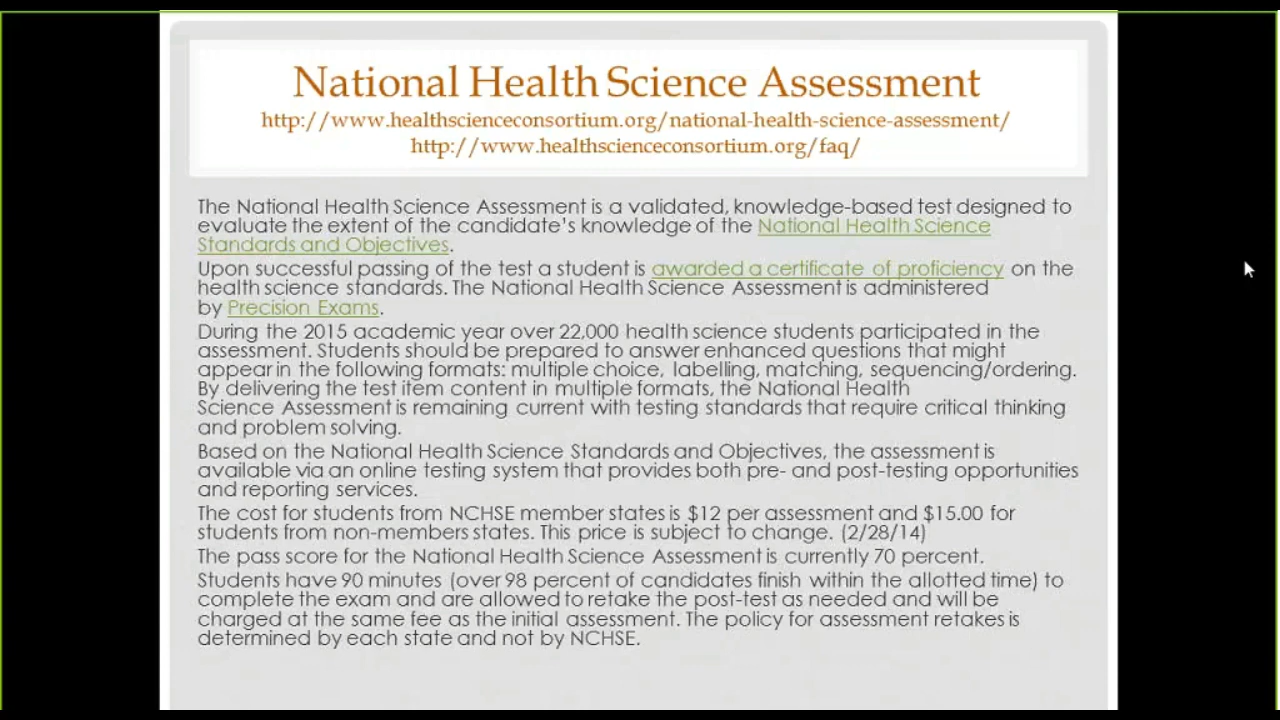 National Health Science Assessment
http://www.healthscienceconsortium.org/national-health-science-assessment/
http://www.healthscienceconsortium.org/faq/
The National Health Science Assessment is a validated, knowledge-based test designed to
evaluate the extent of the candidate's knowledge of the National Health Science
Standards and Objectives.
Upon successful passing of the test a student is awarded a certificate of proficiency on the
health science standards. The National Health Science Assessment is administered
by Precision Exams.
During the 2015 academic year over 22,000 health science students participated in the
assessment. Students should be prepared to answer enhanced questions that might
appear in the following formats: multiple choice, labelling, matching, sequencing/ordering.
By delivering the test item content in multiple formats, the National Health
Science Assessment is remaining current with testing standards that require critical thinking
and problem solving.
Based on the National Health Science Standards and Objectives, the assessment is
available via an online testing system that provides both pre- and post-testing opportunities
and reporting services.
The cost for students from NCHSE member states is $12 per assessment and $15.00 for
students from non-members states. This price is subject to change. (2/28/14)
The pass score for the National Health Science Assessment is currently 70 percent.
Students have 90 minutes (over 98 percent of candidates finish within the allotted time) to
complete the exam and are allowed to retake the post-test as needed and will be
charged at the same fee as the initial assessment. The policy for assessment retakes is
determined by each state and not by NCHSE.